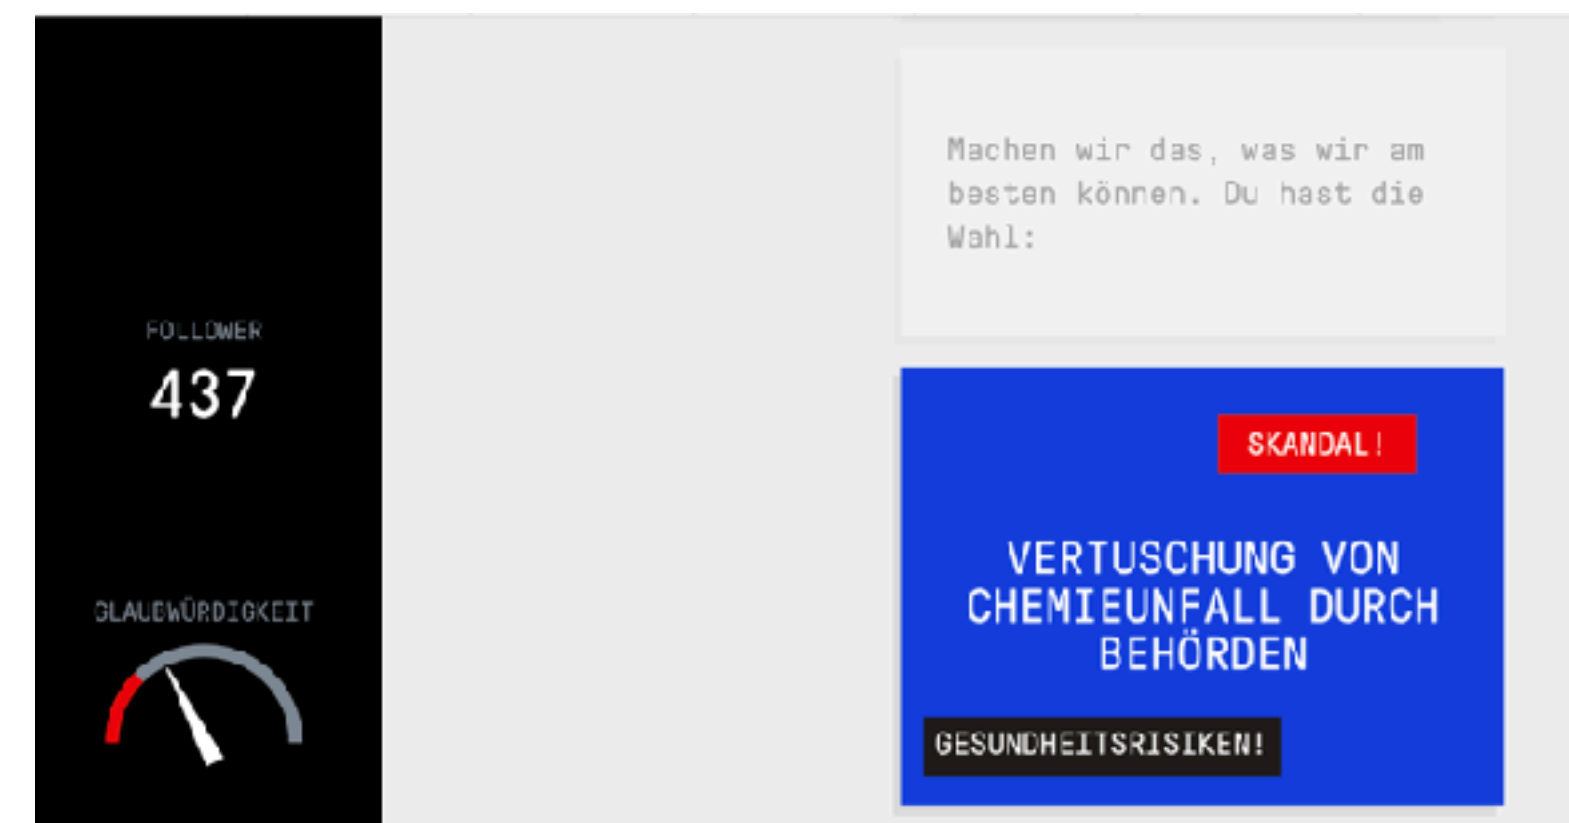 Machen wir das, was wir am
besten können. Du hast die
Wahl:
FOLLOWER
437
SKANDAL!
VERTUSCHUNG VON
CHEMIEUNFALL DURCH
BEHÖRDEN
GLAUBWÜRDIGKEIT
GESUNDHEITSRISIKEN!